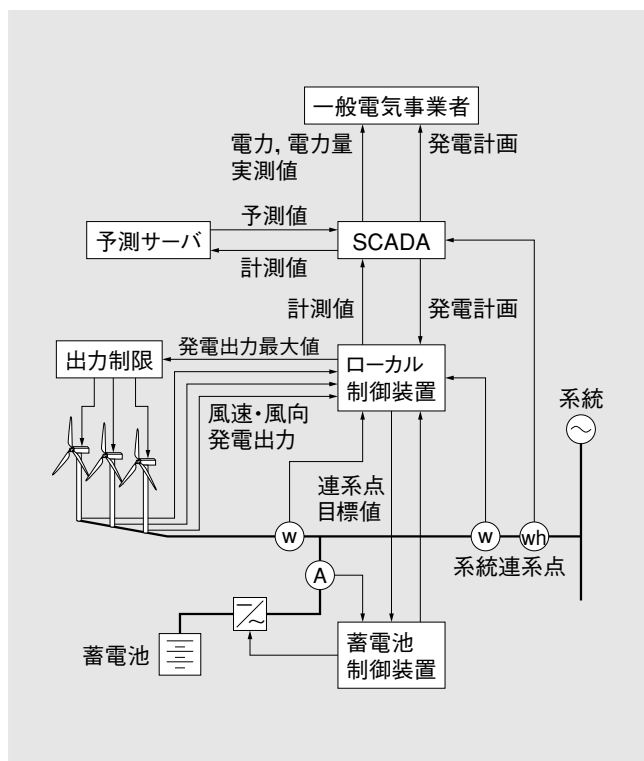 一般電気事業者
電力, 電力量
実測値
発電計画
予測値
予測サーバ
SCADA
計測値
計測値
発電計画
発電出力最大値
出力制限
ローカル
制御装置
風速・風向
発電出力
系統
連系点
目標値
w
w
wh
系統連系点
A
蓄電池
蓄電池
制御装置